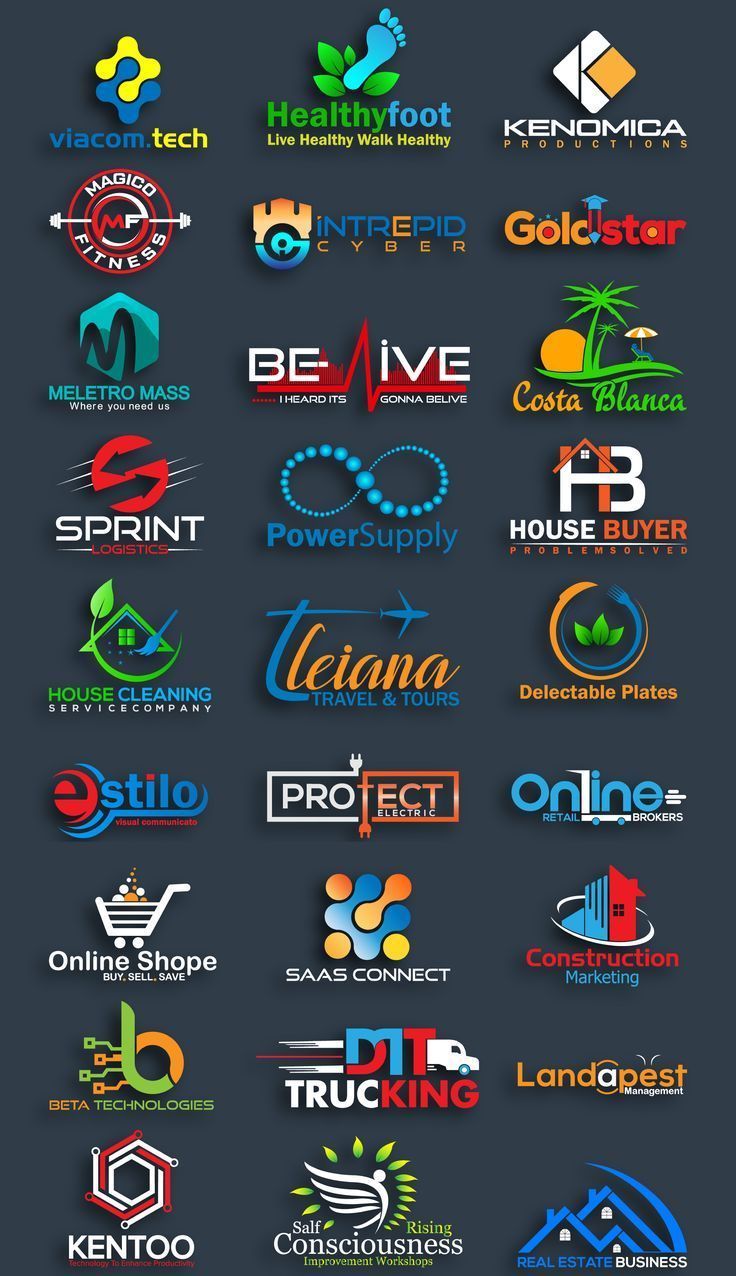 viacom.tech
Healthyfoot
Live Healthy Walk Healthy
KENOMICA
PRODUCTIONS
MAGICO
MF
FITNESS
INTREPID
CYBER
Goldstar
M
MELETRO MASS
Where you need us
BE-LIVE
I HEARD ITS GONNA BELIVE
Costa Blanca
SPRINT
LOGISTICS
PowerSupply
HB
HOUSE BUYER
PROBLEMSOLVED
HOUSE CLEANING
SERVICECOMPANY
tleiana
TRAVEL & TOURS
Delectable Plates
estilo
visual communicato
PROTECT
ELECTRIC
Online
RETAIL BROKERS
Online Shope
BUY. SELL. SAVE
SAAS CONNECT
Construction
Marketing
b
BETA TECHNOLOGIES
DMT
TRUCKING
Landapest
Management
KENTOO
Technology To Enhance Productivity
Salf Rising
Consciousness
Improvement Workshops
REAL ESTATE BUSINESS